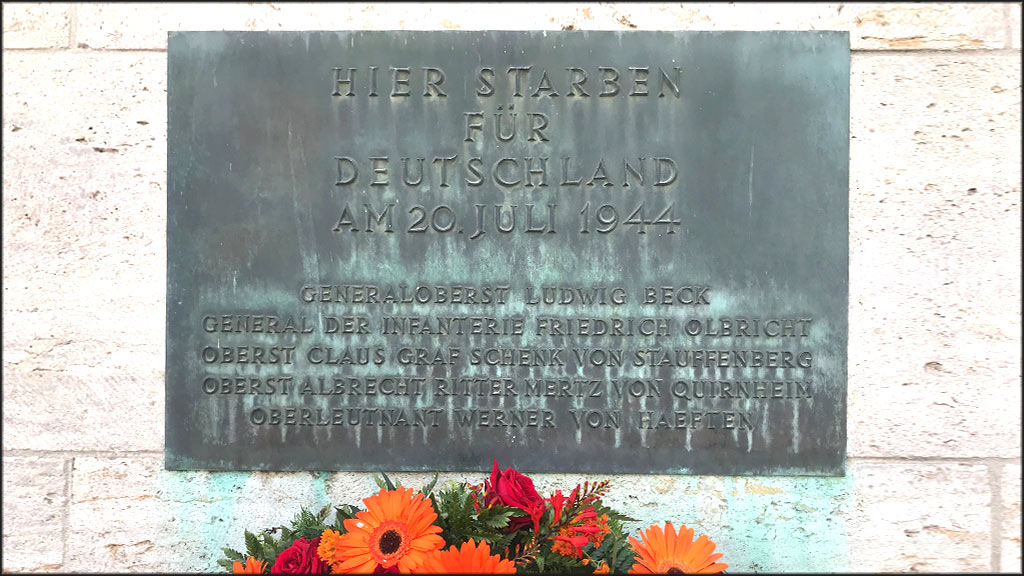 HIER STARBEN
FÜR
DEUTSCHLAND
AM 20. JULI 1944
GENERALOBERST LUDWIG BECK
GENERAL DER INFANTERIE FRIEDRICH OLBRICHT
OBERST CLAUS GRAF SCHENK VON STAUFFENBERG
OBERST ALBRECHT RITTER MERTZ VON QUIRNHEIM
OBERLEUTNANT WERNER VON HAEFTEN